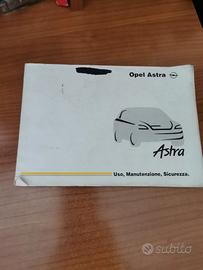 Opel Astra
Astra
Uso, Manutenzione, Sicurezza.
subito